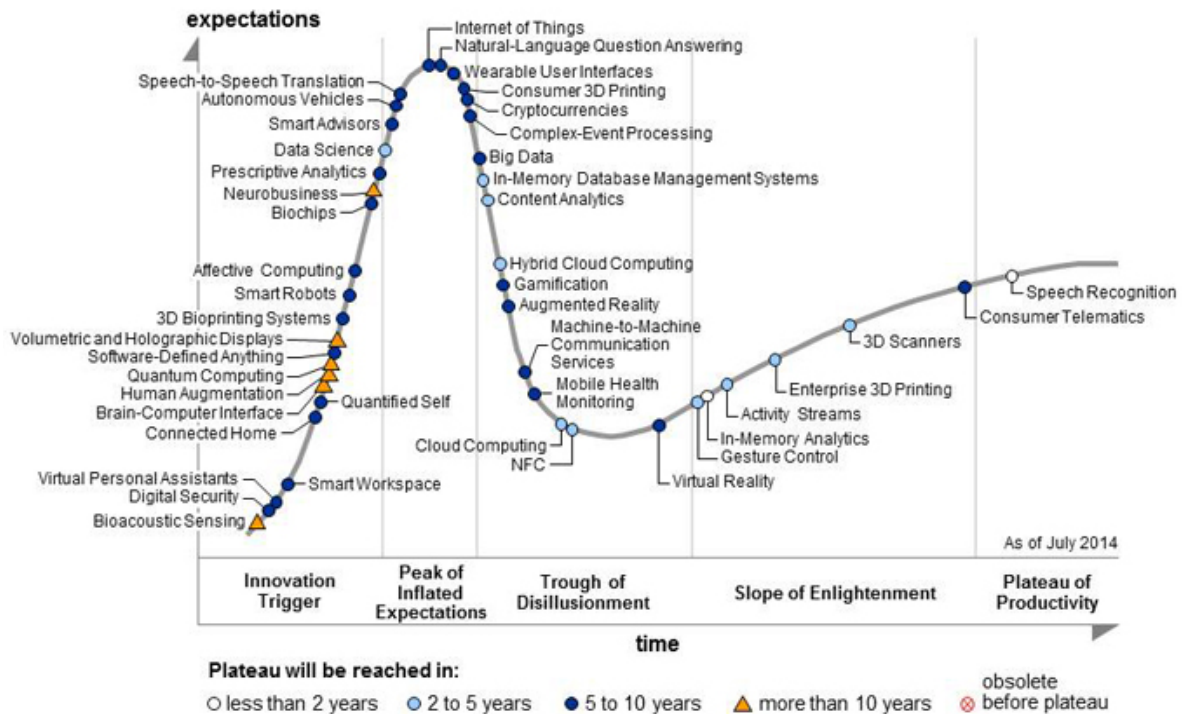 expectations
Internet of Things
Natural-Language Question Answering
Wearable User Interfaces
Speech-to-Speech Translation
Consumer 3D Printing
Autonomous Vehicles
Cryptocurrencies
Smart Advisors
Complex-Event Processing
Data Science
Big Data
Prescriptive Analytics
In-Memory Database Management Systems
Neurobusiness
Content Analytics
Biochips
Hybrid Cloud Computing
Affective Computing
Gamification
Smart Robots
Augmented Reality
3D Bioprinting Systems
Machine-to-Machine
Communication
Services
Volumetric and Holographic Displays
Software-Defined Anything
Quantum Computing
Human Augmentation
Brain-Computer Interface
Mobile Health
Monitoring
Quantified Self
Connected Home
Cloud Computing
NFC
Virtual Reality
Speech Recognition
Consumer Telematics
3D Scanners
Enterprise 3D Printing
Activity Streams
In-Memory Analytics
Gesture Control
Virtual Personal Assistants
Smart Workspace
Digital Security
Bioacoustic Sensing
As of July 2014
Innovation
Trigger
Peak of
Inflated
Expectations
Trough of
Disillusionment
Slope of Enlightenment
Plateau of
Productivity
time
Plateau will be reached in:
less than 2 years
2 to 5 years
5 to 10 years
more than 10 years
obsolete
before plateau